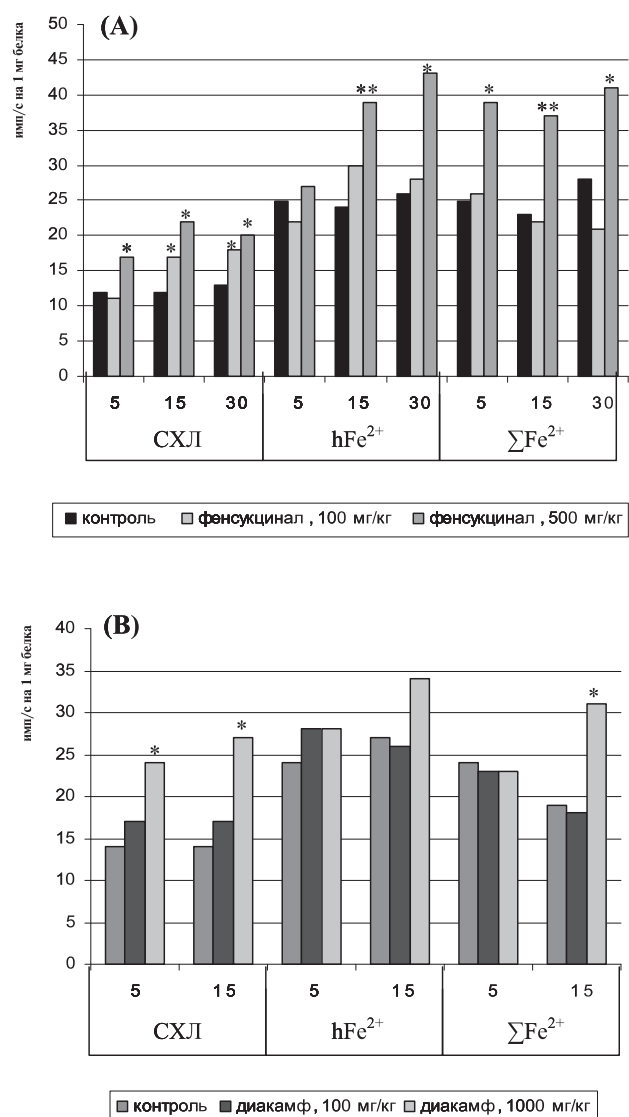 (A)
имп/с на 1 мг белка
50
45
40
35
30
25
20
15
10
5
0
* * * * * * ** * * ** *
5 15 30 5 15 30 5 15 30
СХЛ hFe²⁺ ∑Fe²⁺
контроль фенсукцинал , 100 мг/кг фенсукцинал , 500 мг/кг
(B)
имп/с на 1 мг белка
40
35
30
25
20
15
10
5
0
* * *
5 15 5 15 5 15
СХЛ hFe²⁺ ∑Fe²⁺
контроль диакамф, 100 мг/кг диакамф, 1000 мг/кг